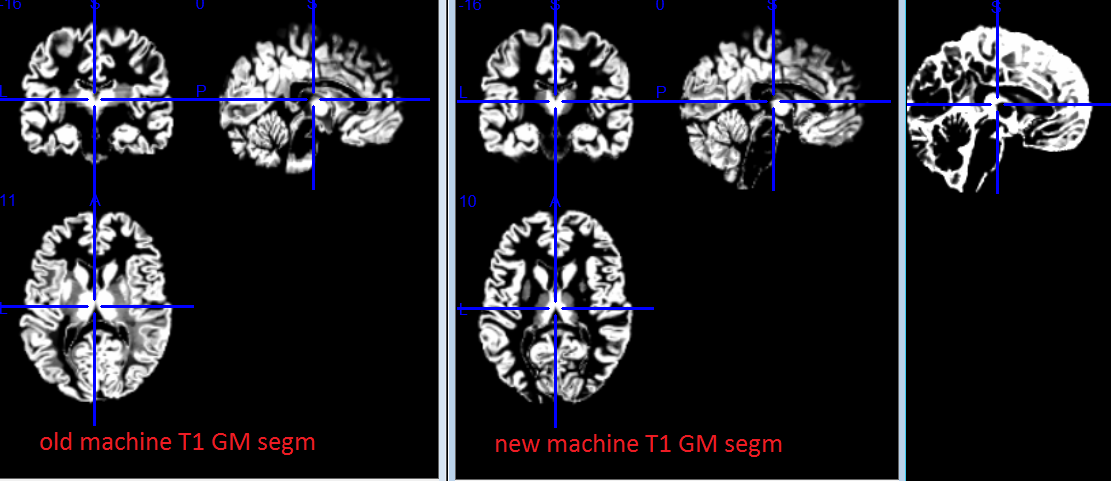 -16 S 0 S
L P
11 A
L
old machine T1 GM segm
-16 S 0 S
L P
10 A
L
new machine T1 GM segm
S